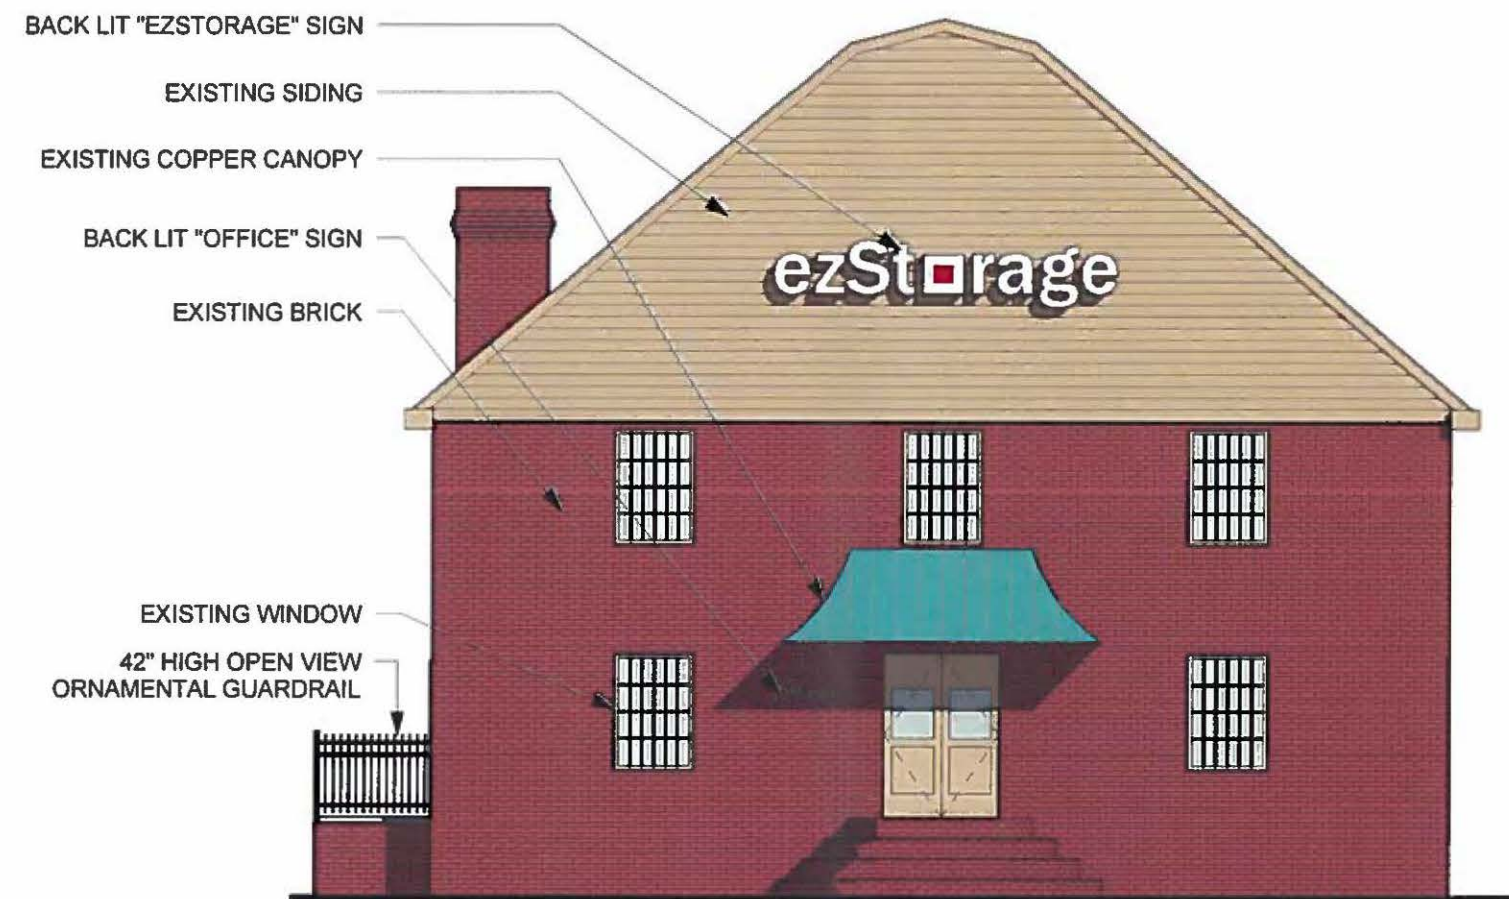 BACK LIT "EZSTORAGE" SIGN
EXISTING SIDING
EXISTING COPPER CANOPY
BACK LIT "OFFICE" SIGN
EXISTING BRICK
ezStorage
EXISTING WINDOW
42" HIGH OPEN VIEW
ORNAMENTAL GUARDRAIL